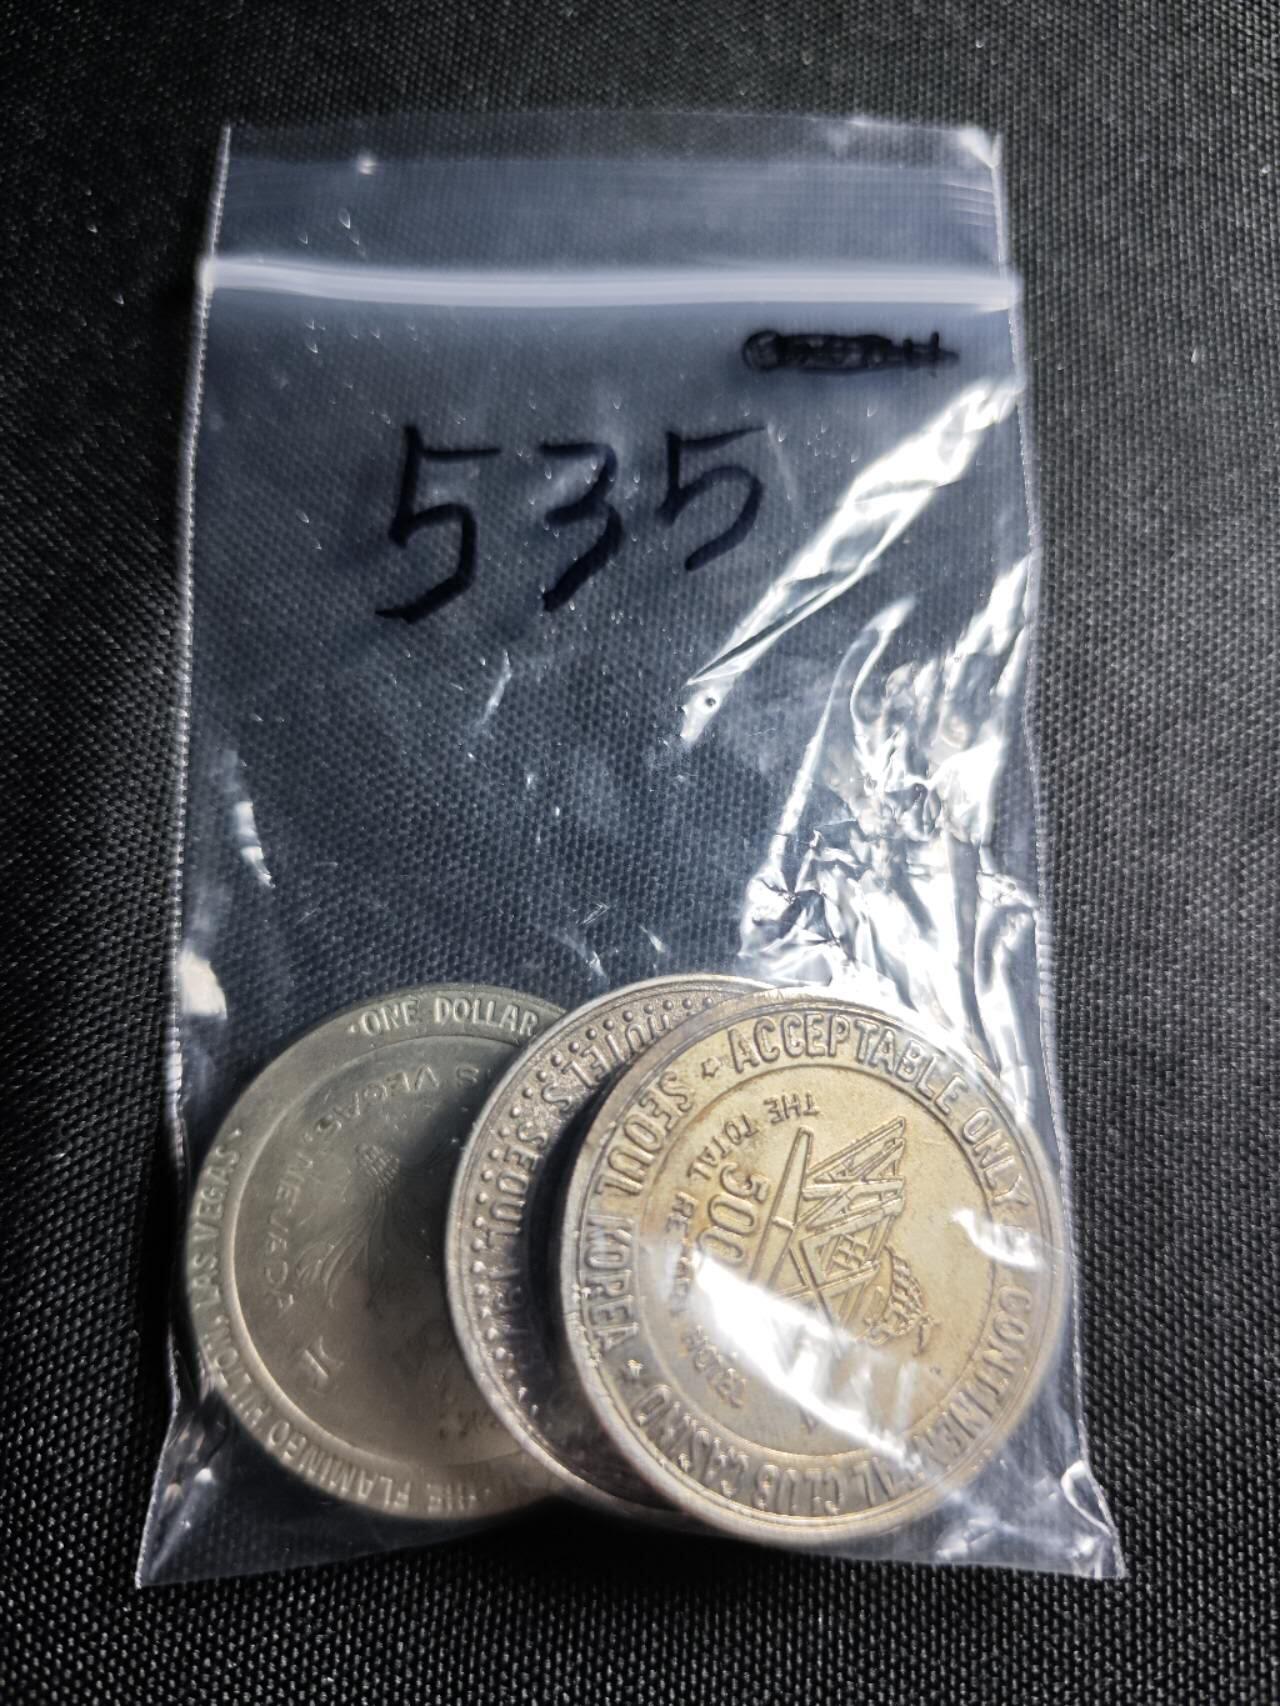 535
·ONE DOLLAR
THE FLAMINGO HILTON, LAS VEGAS·
VEGAS, NEVADA
HOTELS
SEOUL
ACCEPTABLE ONLY
CONTINENTAL CLUB CASINO
SEOUL KOREA
THE TOTAL RESORT
500